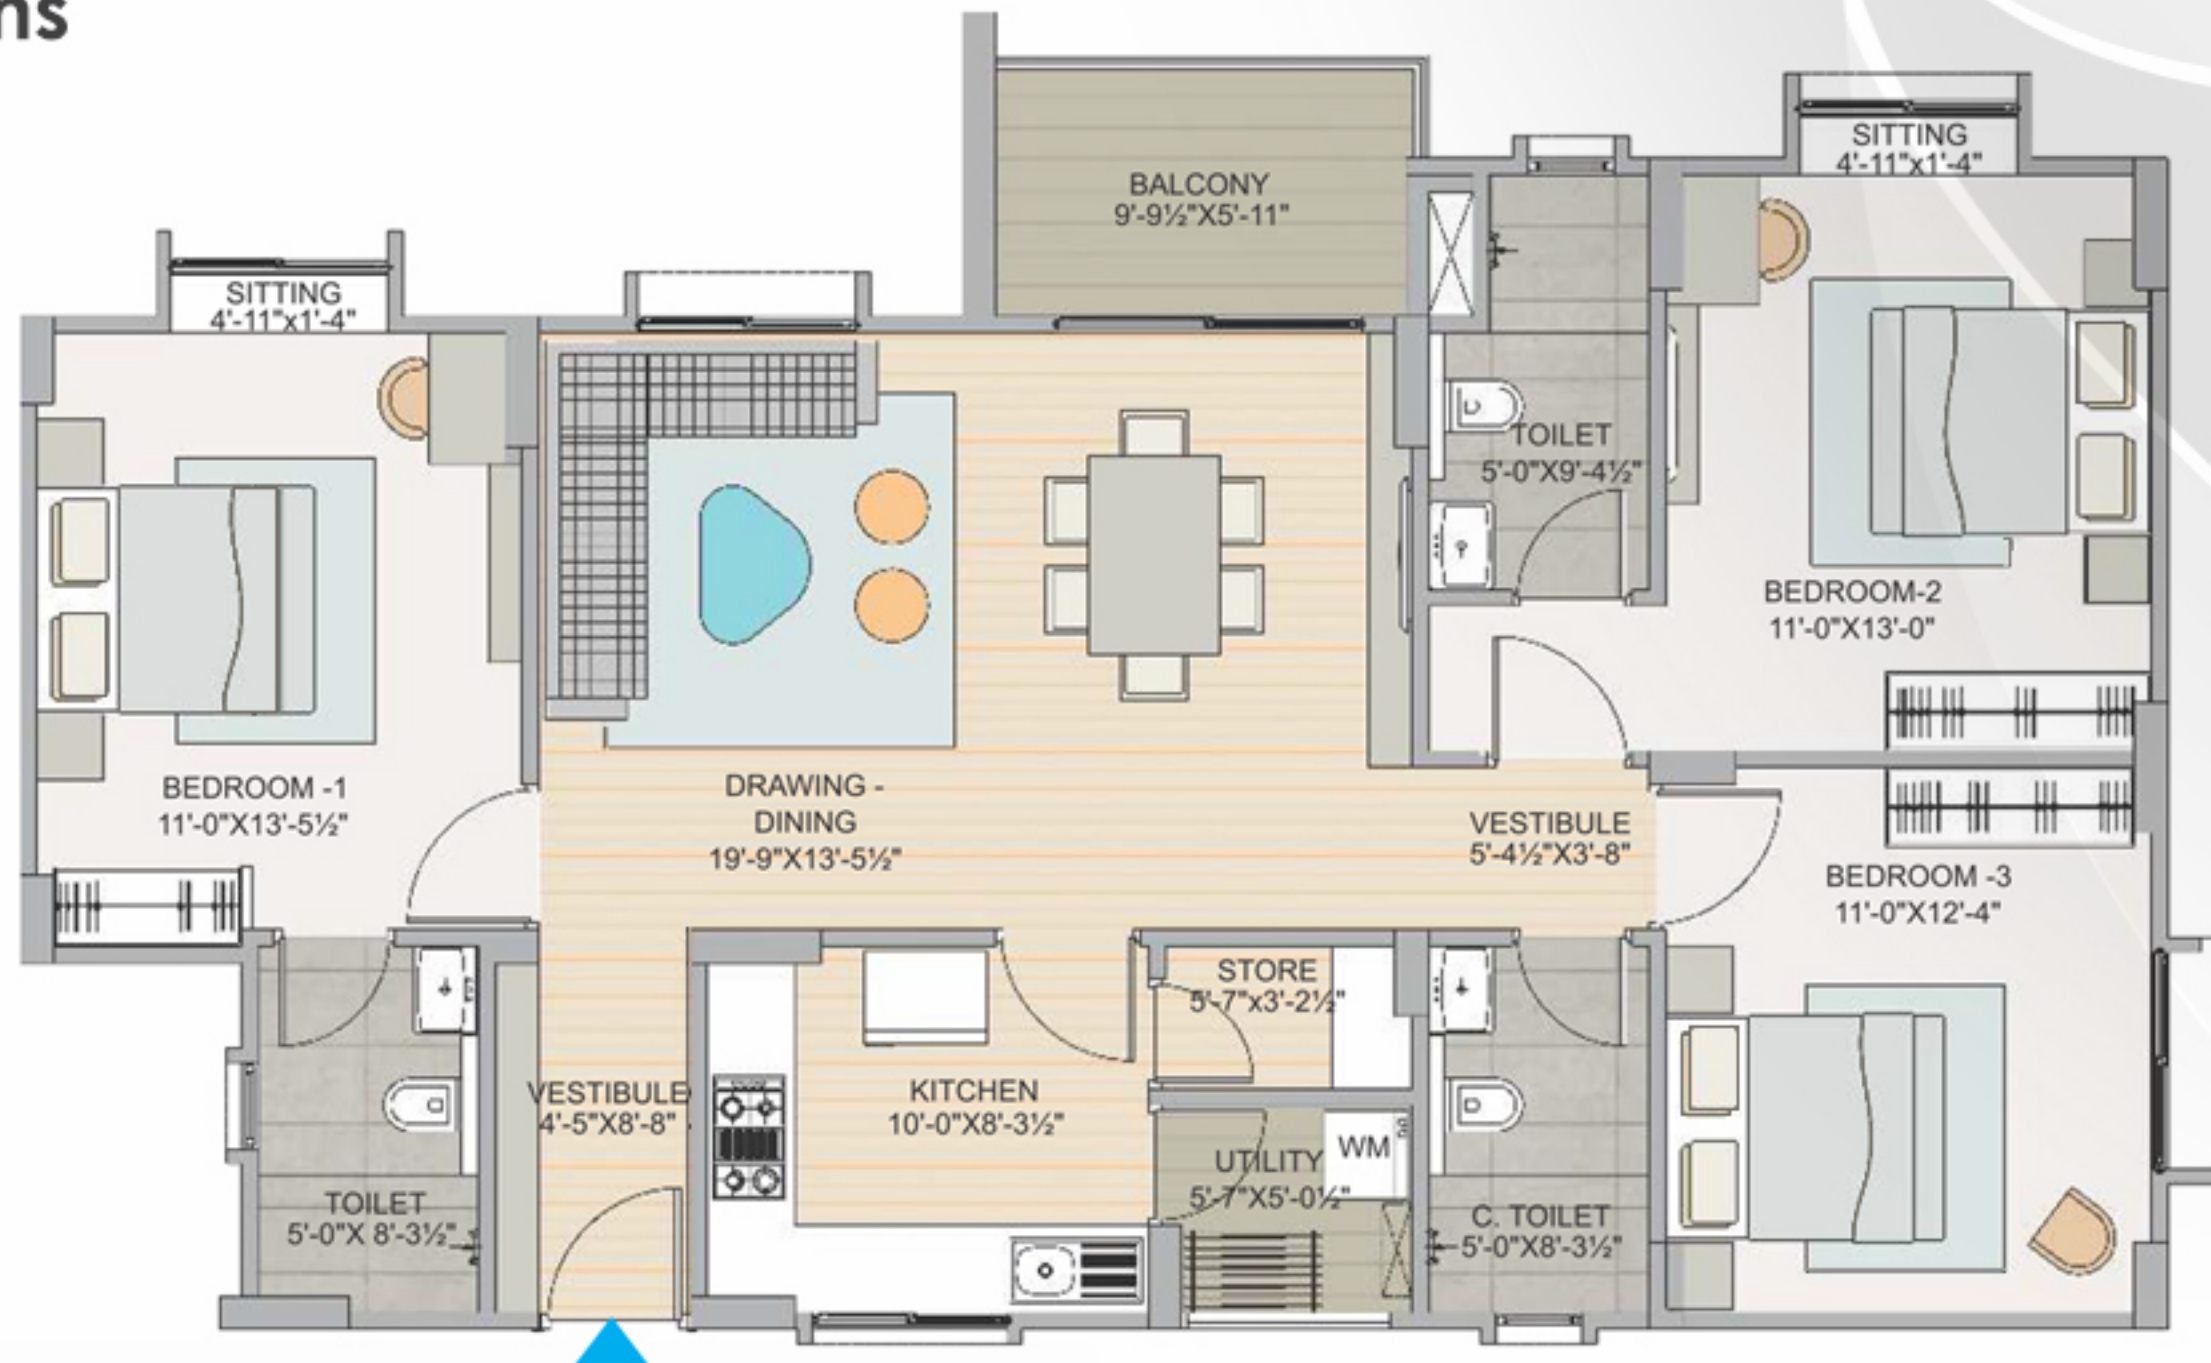 ns
BALCONY
9'-9½"X5'-11"
SITTING
4'-11"x1'-4"
SITTING
4'-11"x1'-4"
TOILET
5'-0"X9'-4½"
BEDROOM-2
11'-0"X13'-0"
BEDROOM -1
11'-0"X13'-5½"
DRAWING -
DINING
19'-9"X13'-5½"
VESTIBULE
5'-4½"X3'-8"
BEDROOM -3
11'-0"X12'-4"
STORE
5'-7"x3'-2½"
VESTIBULE
4'-5"X8'-8"
KITCHEN
10'-0"X8'-3½"
UTILITY
5'-7"X5'-0½"
WM
TOILET
5'-0"X 8'-3½"
C. TOILET
5'-0"X8'-3½"